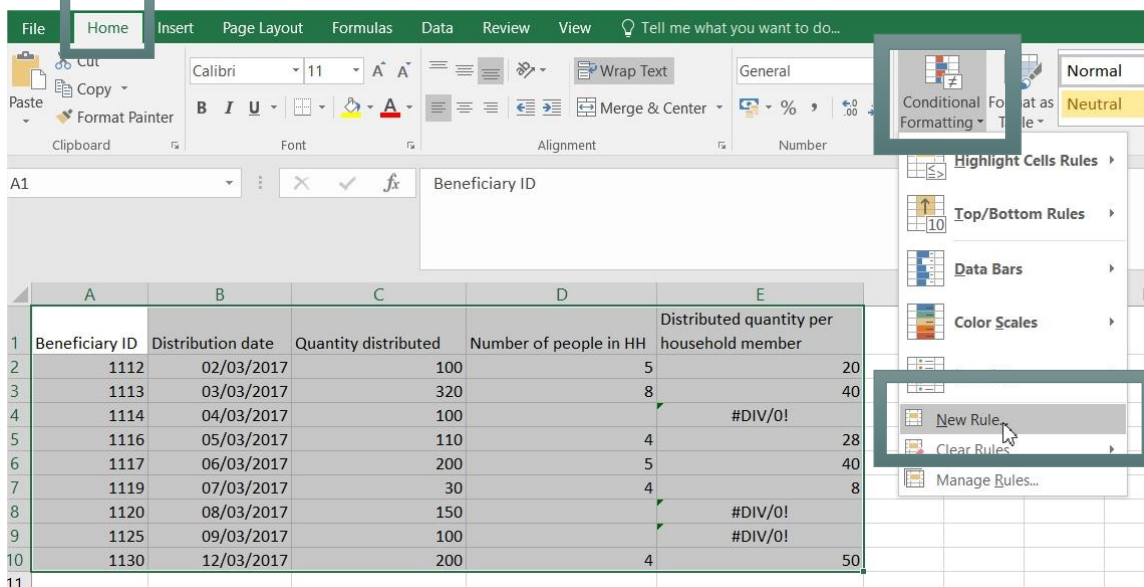 File Home Insert Page Layout Formulas Data Review View Tell me what you want to do...
Cut
Copy
Paste
Format Painter
Calibri 11
B I U
Wrap Text
Merge & Center
General
Conditional Formatting
Normal
Neutral
Clipboard Font Alignment Number
A1 fx Beneficiary ID
Highlight Cells Rules
Top/Bottom Rules
Data Bars
Color Scales
New Rule...
Clear Rules
Manage Rules...
A B C D E
1 Beneficiary ID Distribution date Quantity distributed Number of people in HH Distributed quantity per
household member
2 1112 02/03/2017 100 5 20
3 1113 03/03/2017 320 8 40
4 1114 04/03/2017 100 #DIV/0!
5 1116 05/03/2017 110 4 28
6 1117 06/03/2017 200 5 40
7 1119 07/03/2017 30 4 8
8 1120 08/03/2017 150 #DIV/0!
9 1125 09/03/2017 100 #DIV/0!
10 1130 12/03/2017 200 4 50
11